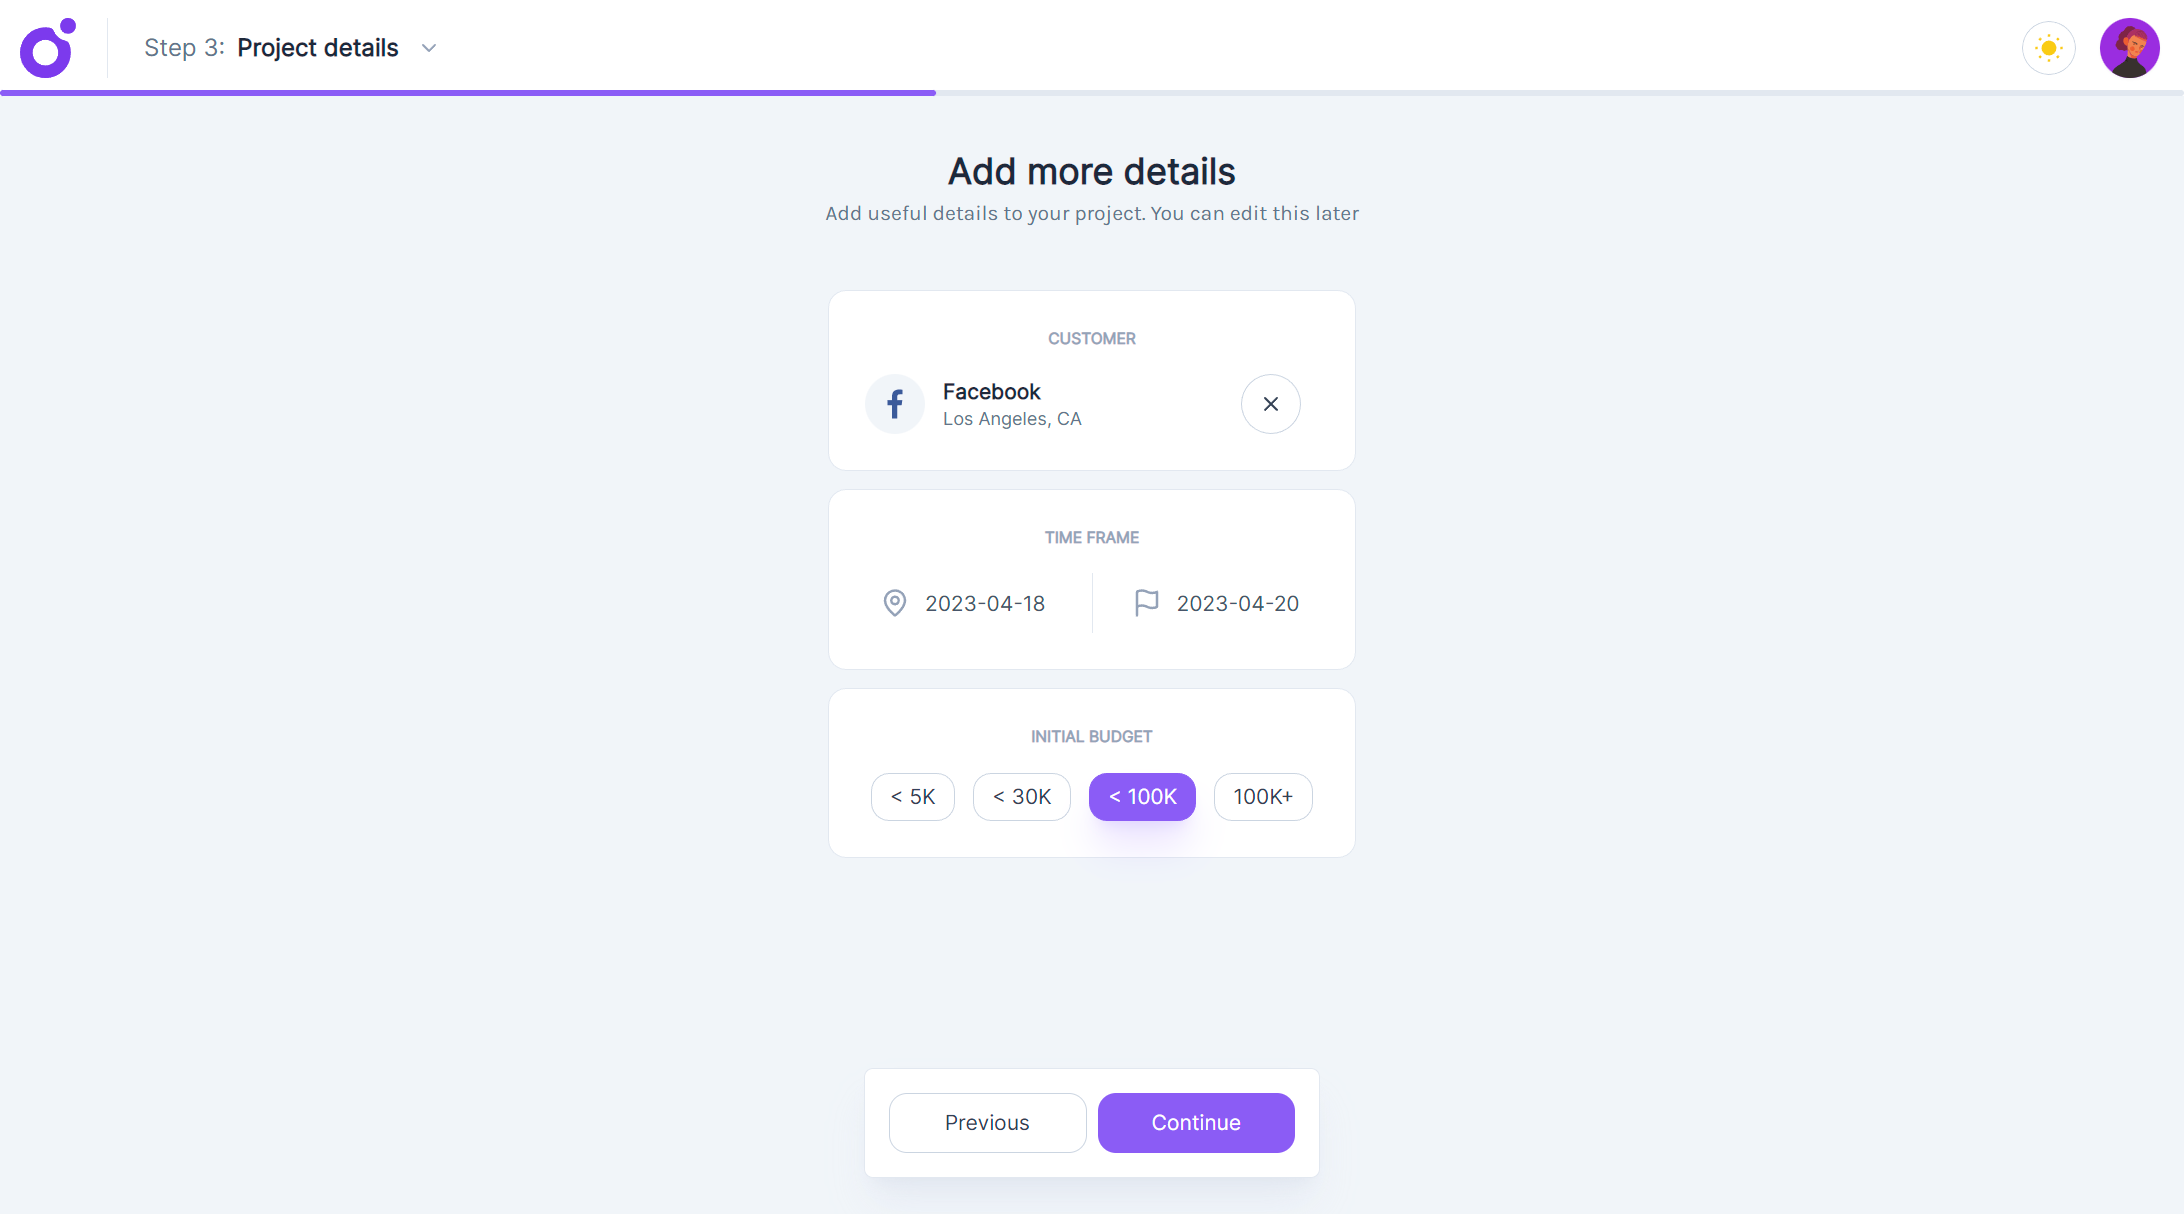 Step 3: Project details
Add more details
Add useful details to your project. You can edit this later
CUSTOMER
Facebook
Los Angeles, CA
TIME FRAME
2023-04-18
2023-04-20
INITIAL BUDGET
< 5K
< 30K
< 100K
100K+
Previous
Continue